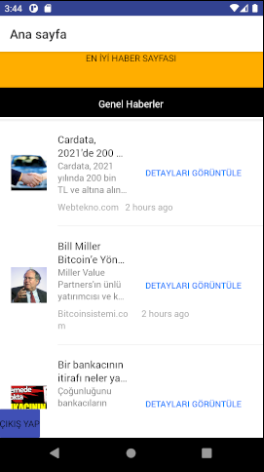 3:44
Ana sayfa
EN İYİ HABER SAYFASI
Genel Haberler
Cardata,
2021'de 200 ...
Cardata, 2021
yılında 200 bin
TL ve altına alın...
DETAYLARI GÖRÜNTÜLE
Webtekno.com 2 hours ago
Bill Miller
Bitcoin'e Yön...
Miller Value
Partners'ın ünlü
yatırımcısı ve k...
DETAYLARI GÖRÜNTÜLE
Bitcoinsistemi.co
m
2 hours ago
Bir bankacının
itirafı neler ya...
Çoğunluğunu
bankacıların
DETAYLARI GÖRÜNTÜLE
ÇIKIŞ YAP